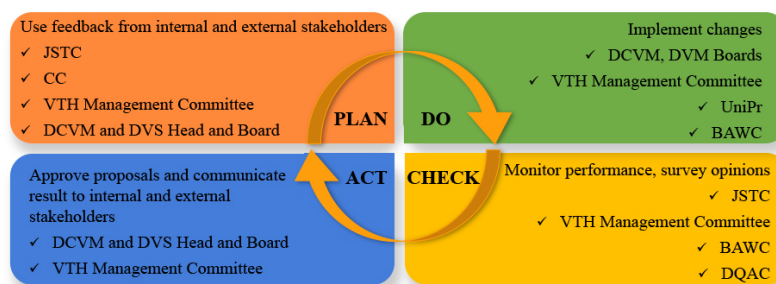 Use feedback from internal and external stakeholders
✓ JSTC
✓ CC
✓ VTH Management Committee
✓ DCVM and DVS Head and Board
PLAN
Implement changes
✓ DCVM, DVM Boards
✓ VTH Management Committee
✓ UniPr
✓ BAWC
DO
Approve proposals and communicate
result to internal and external
stakeholders
✓ DCVM and DVS Head and Board
✓ VTH Management Committee
ACT
CHECK
Monitor performance, survey opinions
✓ JSTC
✓ VTH Management Committee
✓ BAWC
✓ DQAC